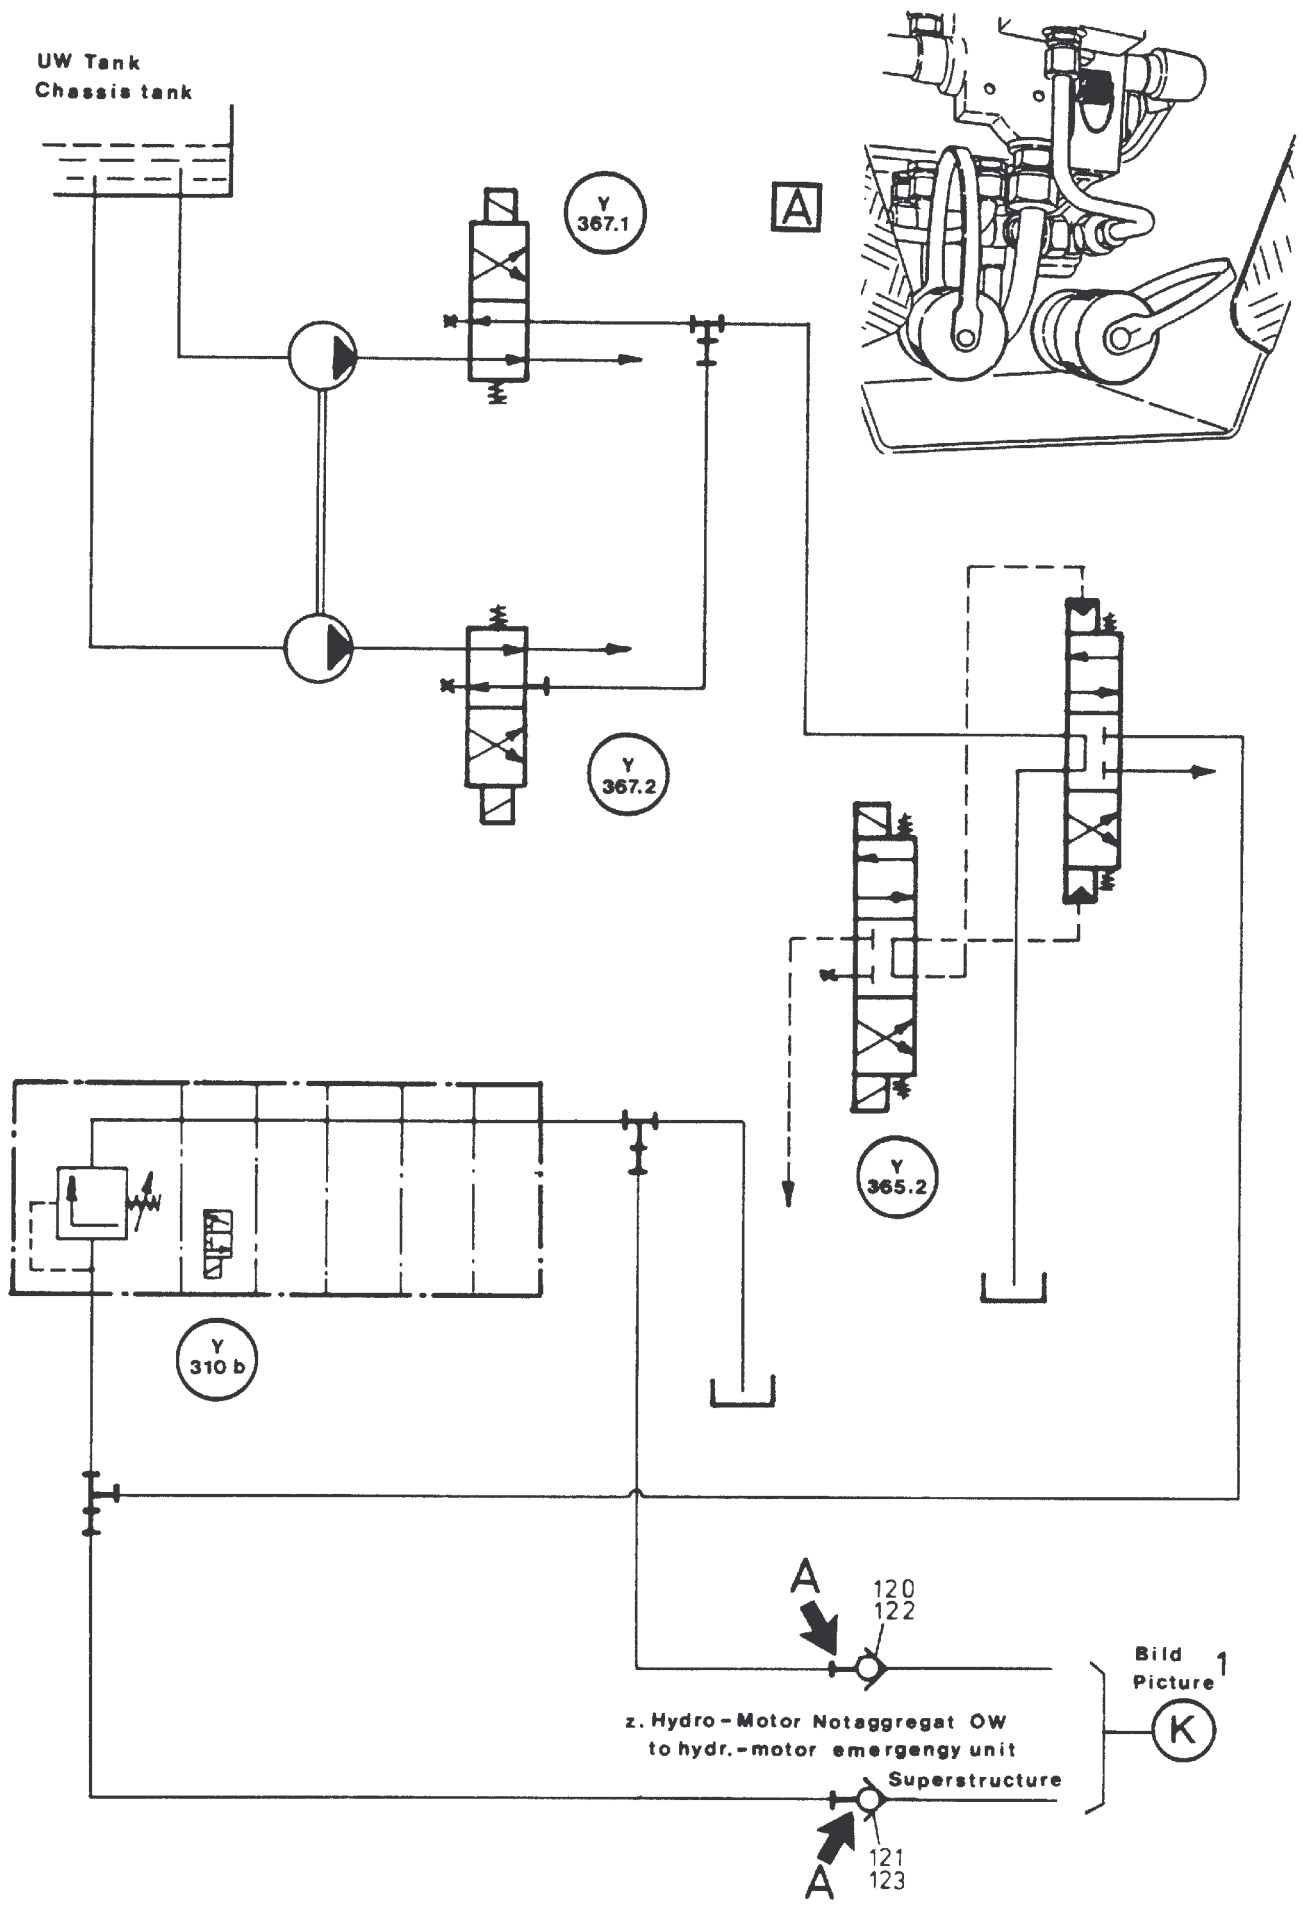 UW Tank
Chassis tank
Y
367.1
A
Y
367.2
Y
365.2
Y
310 b
A
120
122
Bild
Picture 1
K
z. Hydro-Motor Notaggregat OW
to hydr.-motor emergengy unit
Superstructure
A
121
123